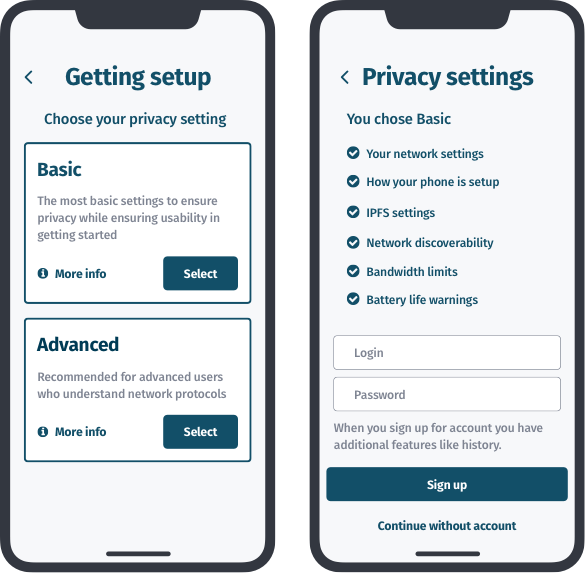 Getting setup
Choose your privacy setting
Basic
The most basic settings to ensure
privacy while ensuring usability in
getting started
More info
Select
Advanced
Recommended for advanced users
who understand network protocols
More info
Select
Privacy settings
You chose Basic
Your network settings
How your phone is setup
IPFS settings
Network discoverability
Bandwidth limits
Battery life warnings
Login
Password
When you sign up for account you have
additional features like history.
Sign up
Continue without account